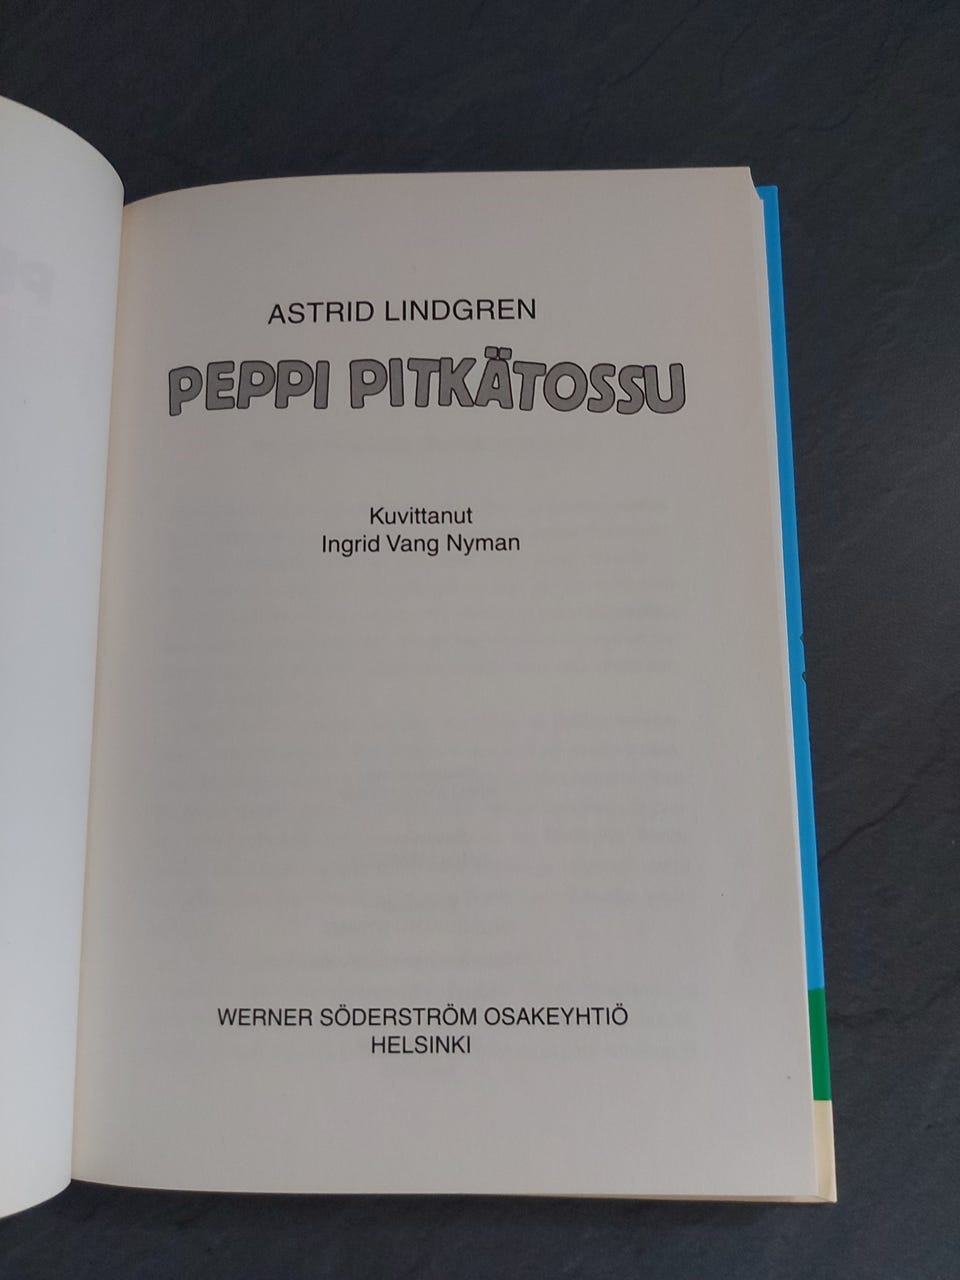 ASTRID LINDGREN
PEPPI PITKÄTOSSU
Kuvittanut
Ingrid Vang Nyman
WERNER SÖDERSTRÖM OSAKEYHTIÖ
HELSINKI